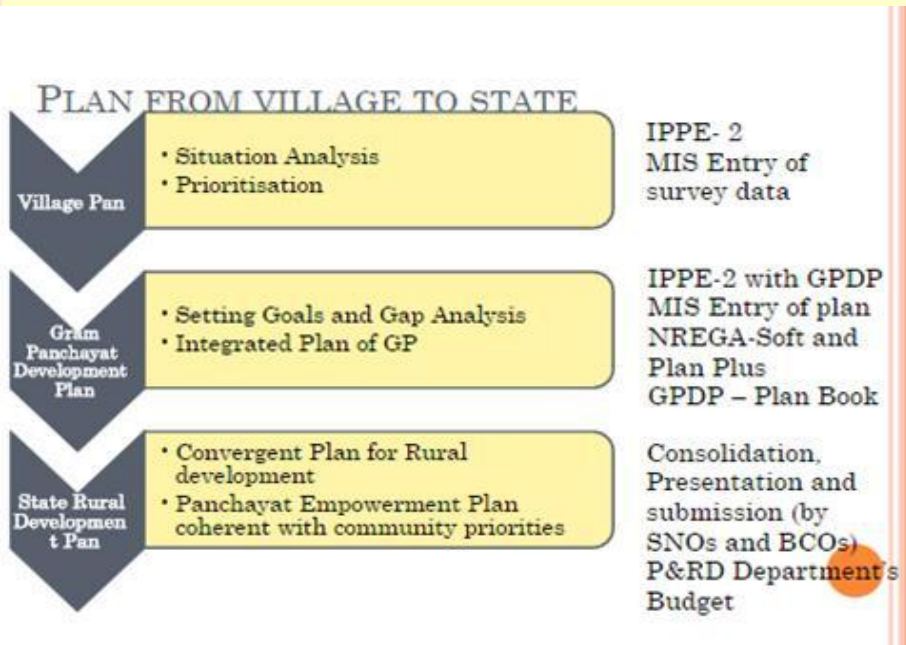 PLAN FROM VILLAGE TO STATE
Village Pan
• Situation Analysis
• Prioritisation
IPPE- 2
MIS Entry of
survey data
Gram
Panchayat
Development
Plan
• Setting Goals and Gap Analysis
• Integrated Plan of GP
IPPE-2 with GPDP
MIS Entry of plan
NREGA-Soft and
Plan Plus
GPDP – Plan Book
State Rural
Developmen
t Pan
• Convergent Plan for Rural
development
• Panchayat Empowerment Plan
coherent with community priorities
Consolidation,
Presentation and
submission (by
SNOs and BCOs)
P&RD Department's
Budget